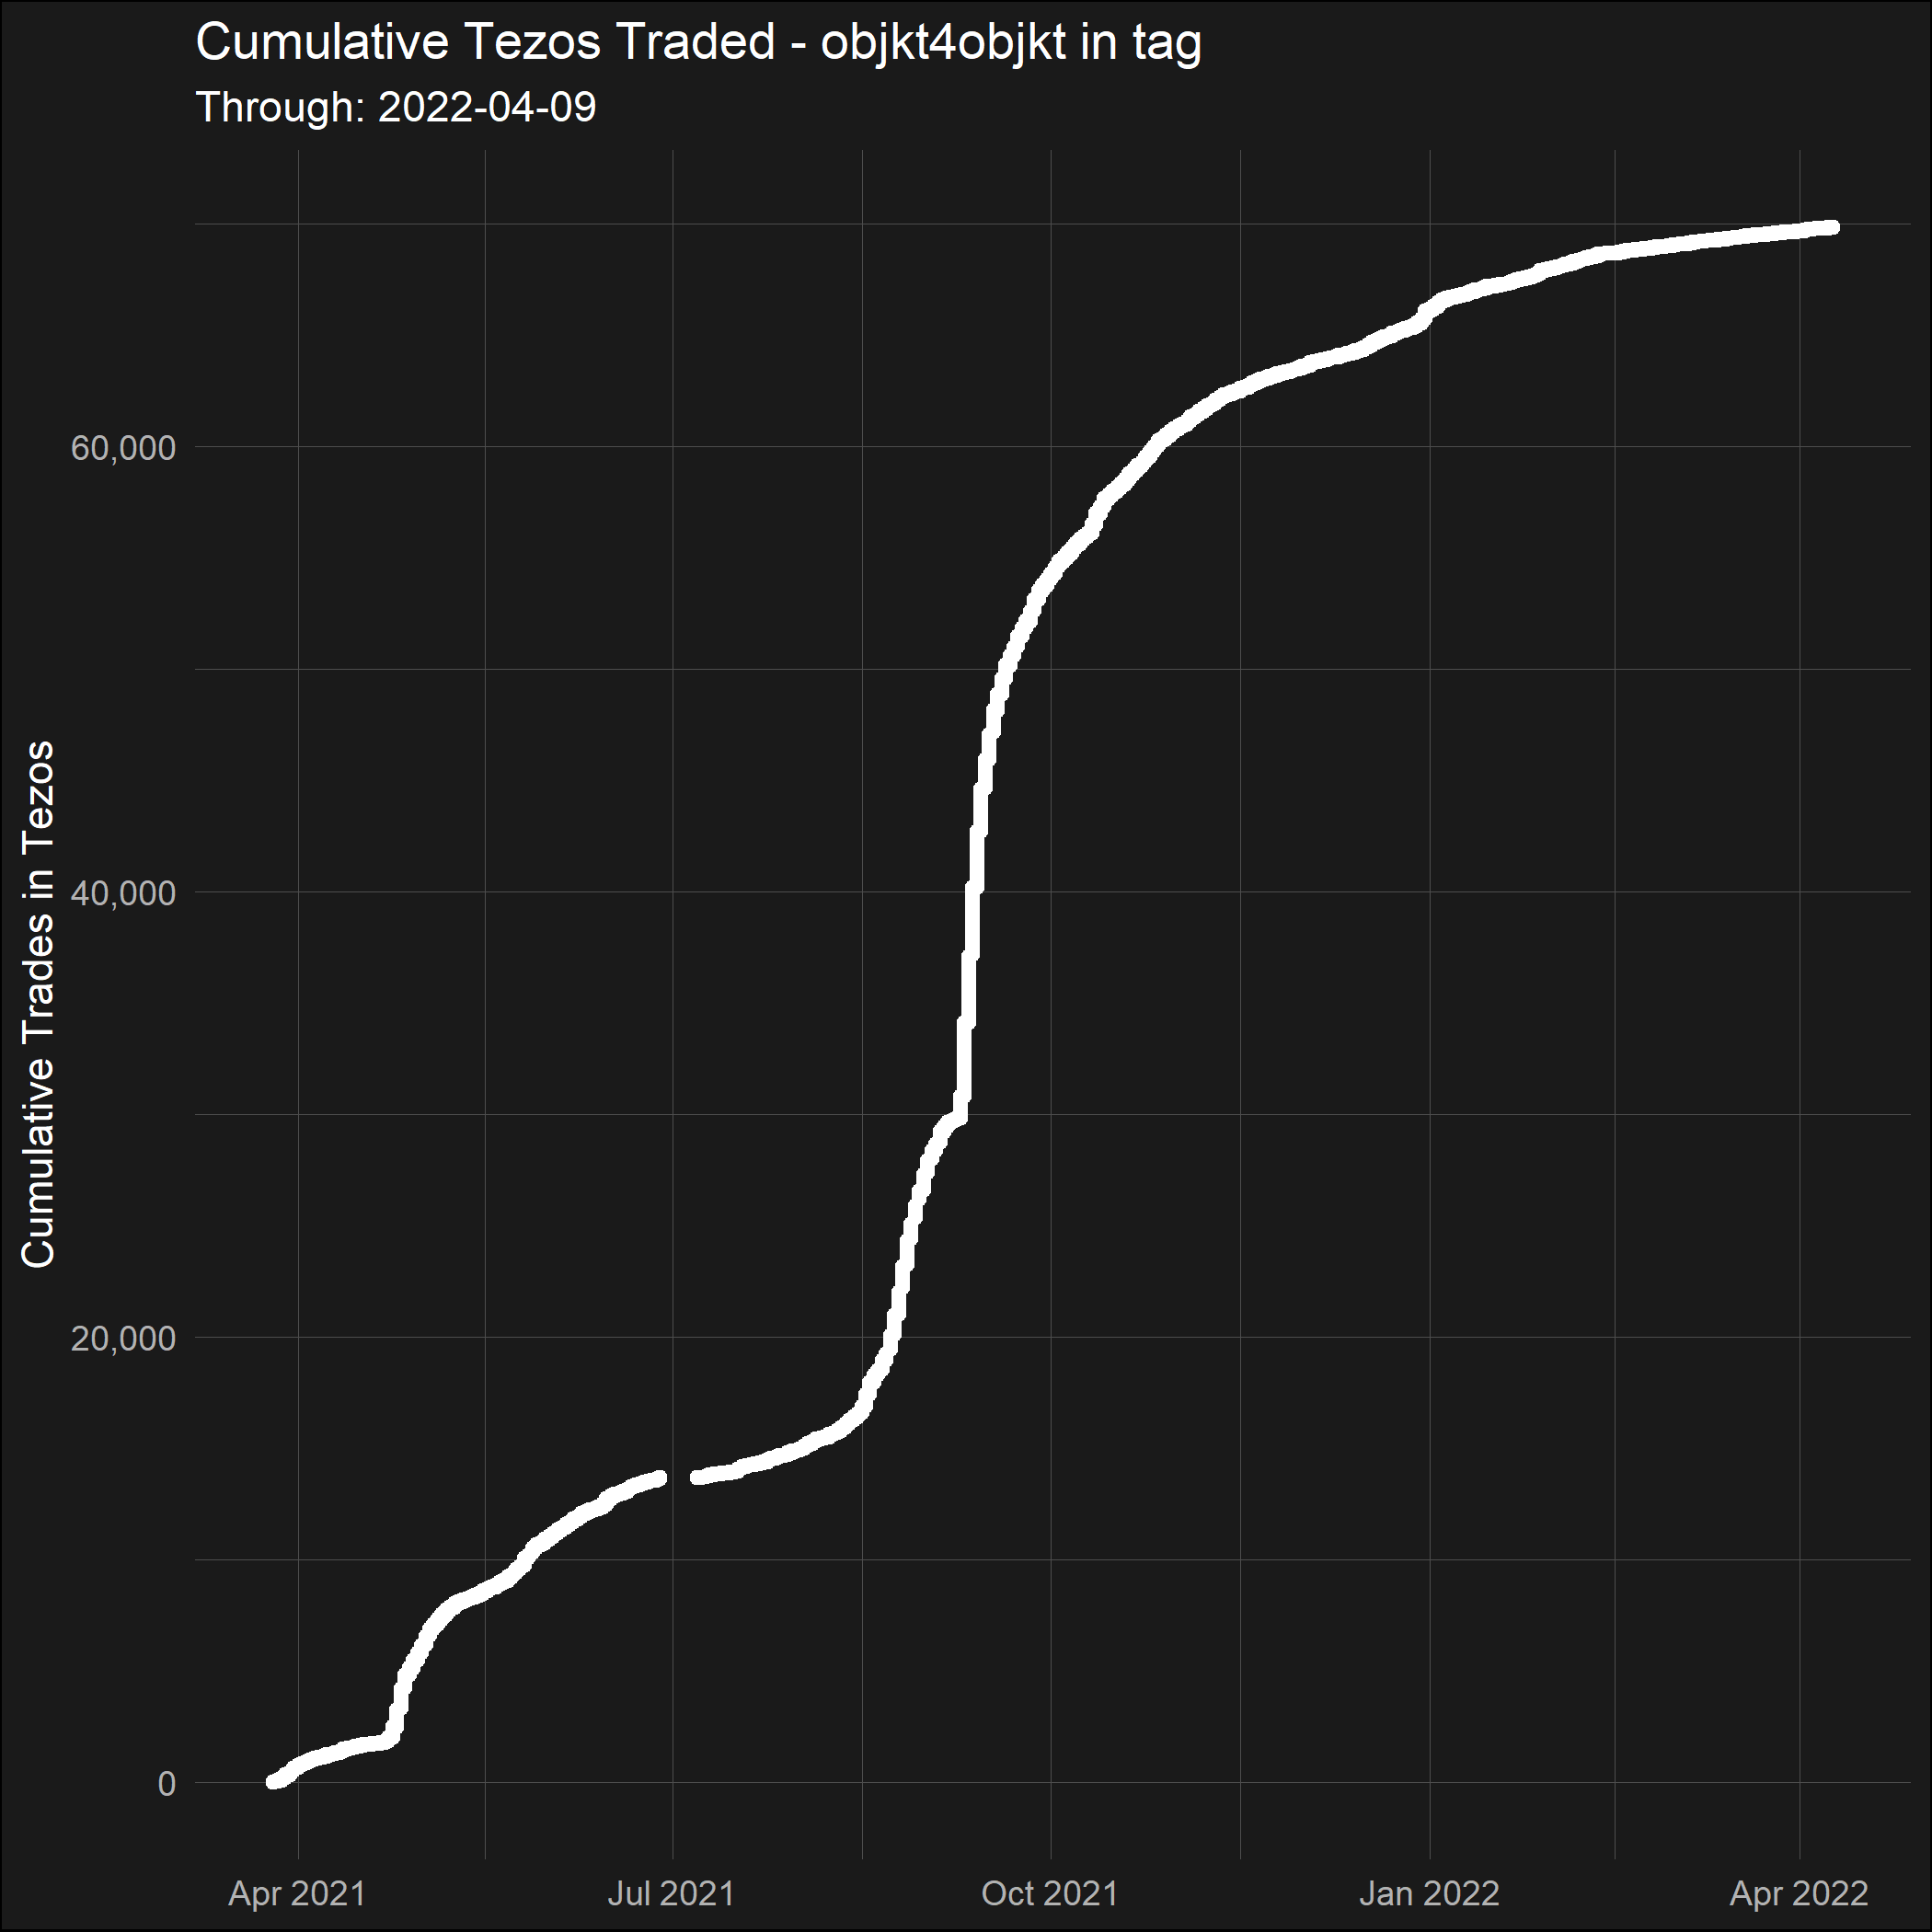 Cumulative Tezos Traded - objkt4objkt in tag
Through: 2022-04-09
Cumulative Trades in Tezos
60,000
40,000
20,000
0
Apr 2021
Jul 2021
Oct 2021
Jan 2022
Apr 2022